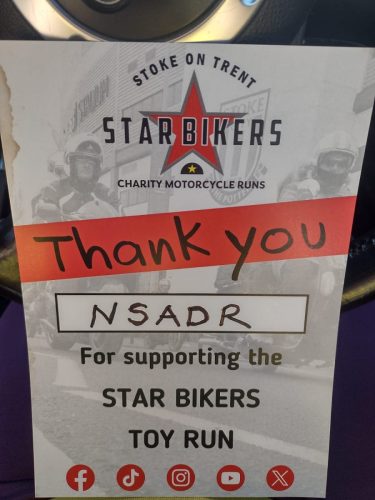 STOKE ON TRENT
STAR BIKERS
CHARITY MOTORCYCLE RUNS
Thank you
NSADR
For supporting the
STAR BIKERS
TOY RUN